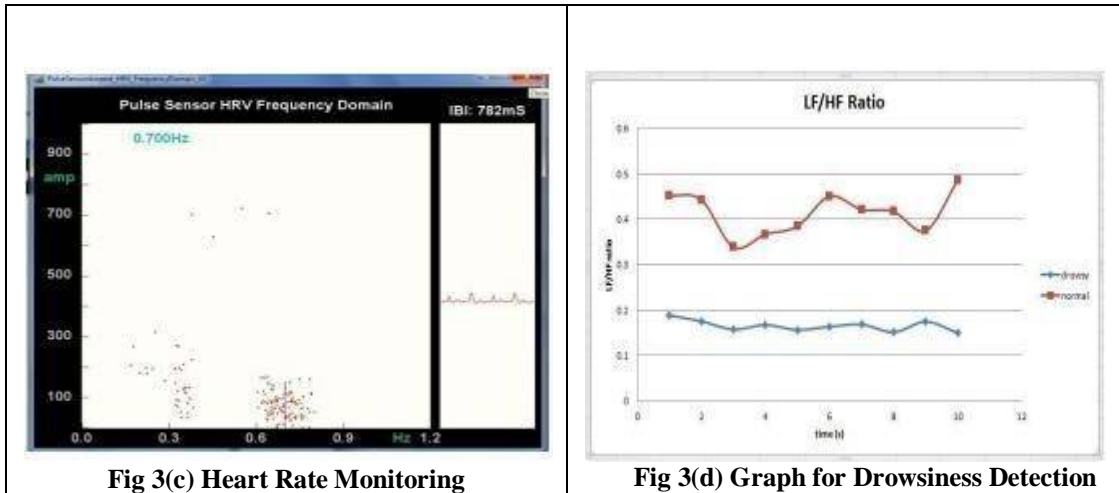 Pulse Sensor HRV Frequency Domain
IBI: 782mS
0.700Hz
900
amp
700
500
300
100
0.0 0.3 0.6 0.9 Hz 1.2
Fig 3(c) Heart Rate Monitoring
LF/HF Ratio
0.6
0.5
0.4
0.3
0.2
0.1
0
LF/HF ratio
0 2 4 6 8 10 12
time (s)
drowsy
normal
Fig 3(d) Graph for Drowsiness Detection